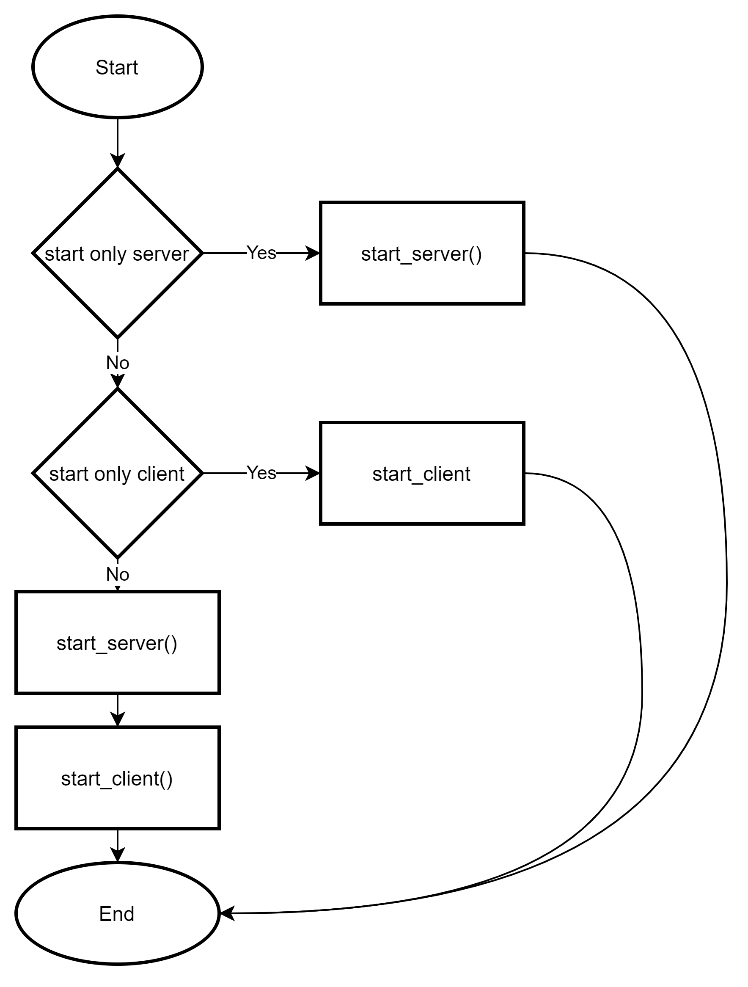 Start
start only server
Yes
start_server()
No
start only client
Yes
start_client
No
start_server()
start_client()
End